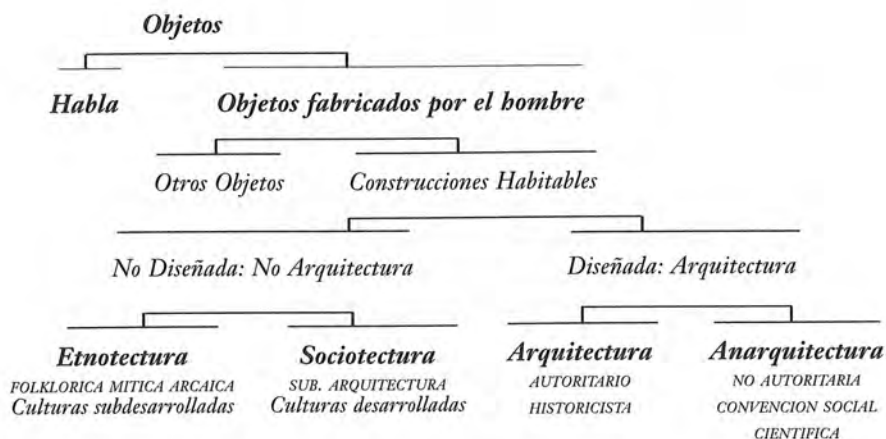 Objetos
Habla
Objetos fabricados por el hombre
Otros Objetos
Construcciones Habitables
No Diseñada: No Arquitectura
Diseñada: Arquitectura
Etnotectura
FOLKLORICA MITICA ARCAICA
Culturas subdesarrolladas
Sociotectura
SUB. ARQUITECTURA
Culturas desarrolladas
Arquitectura
AUTORITARIO
HISTORICISTA
Anarquitectura
NO AUTORITARIA
CONVENCION SOCIAL
CIENTIFICA